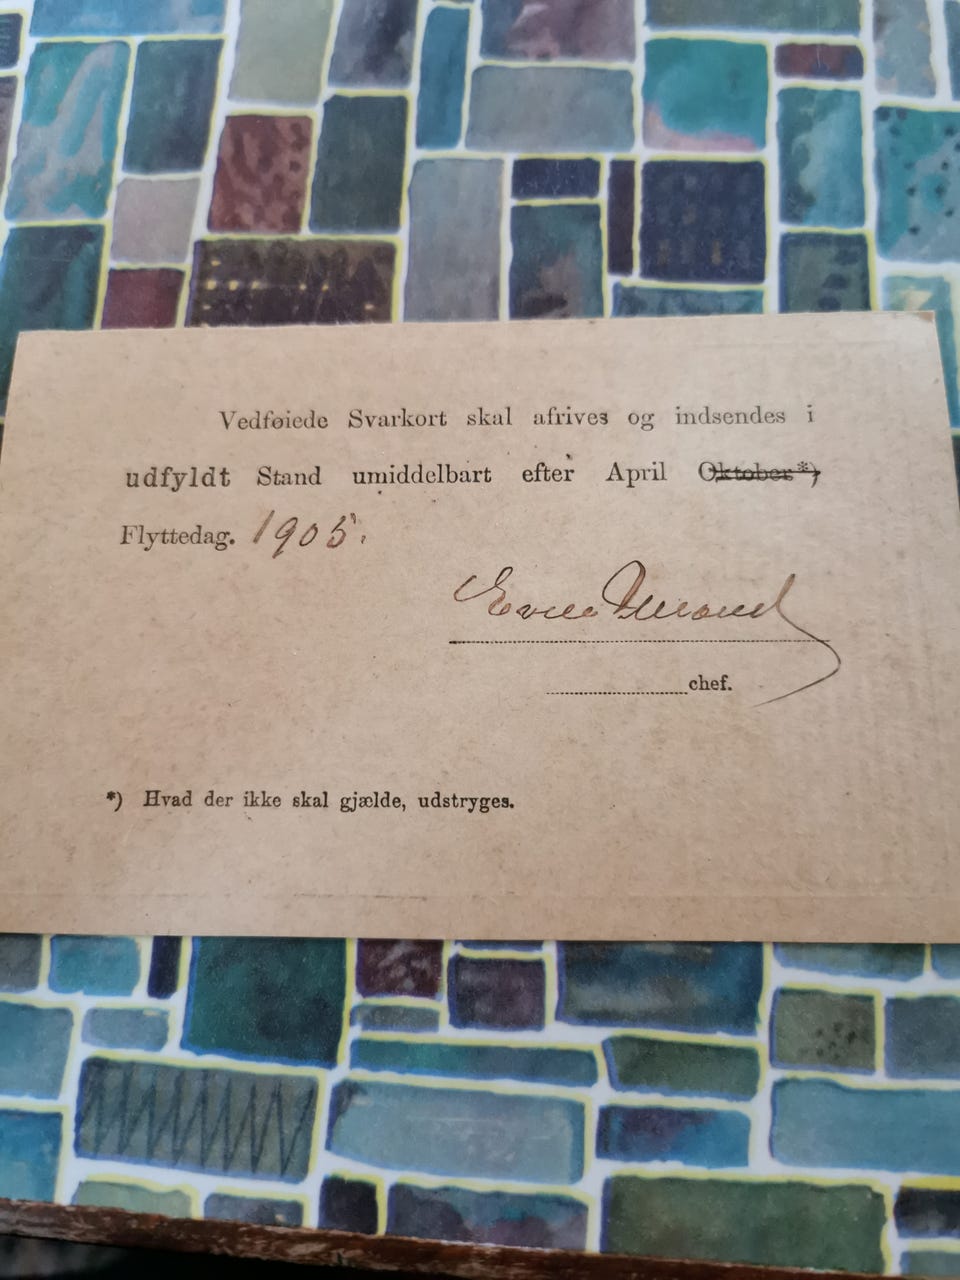 Vedføiede Svarkort skal afrives og indsendes i
udfyldt Stand umiddelbart efter April Oktober *)
Flyttedag. 1905.
chef.
*) Hvad der ikke skal gjælde, udstryges.